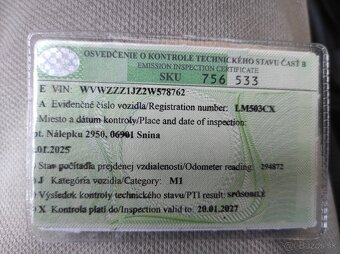 OSVEDČENIE O KONTROLE TECHNICKÉHO STAVU ČASŤ B
EMISSION INSPECTION CERTIFICATE
SKU 756 533
E VIN: WVWZZZ1JZ2W578762
A Evidenčné číslo vozidla/Registration number: LM503CX
Miesto a dátum kontroly/Place and date of inspection:
pt. Nálepku 2950, 06901 Snina
.01.2025
Stav počítadla prejdenej vzdialenosti/Odometer reading: 294872
J Kategória vozidla/Category: M1
Výsledok kontroly technického stavu/PTI result: SPÔSOBILÉ
X Kontrola platí do/Inspection valid to: 20.01.2027
bazos.sk